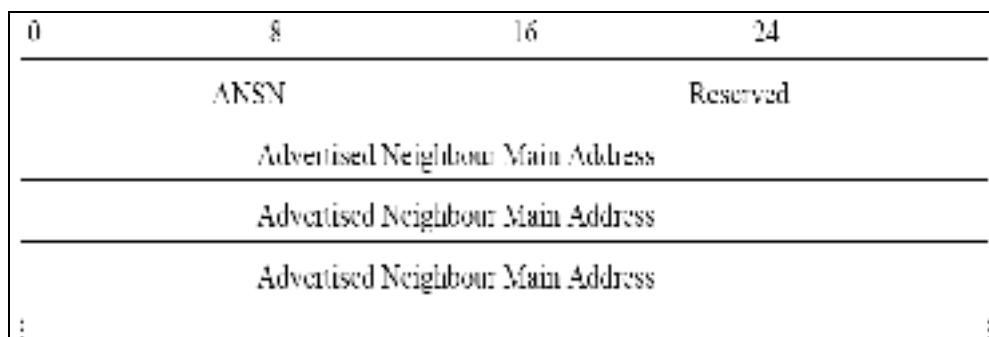 0 8 16 24
ANSN Reserved
Advertised Neighbour Main Address
Advertised Neighbour Main Address
Advertised Neighbour Main Address